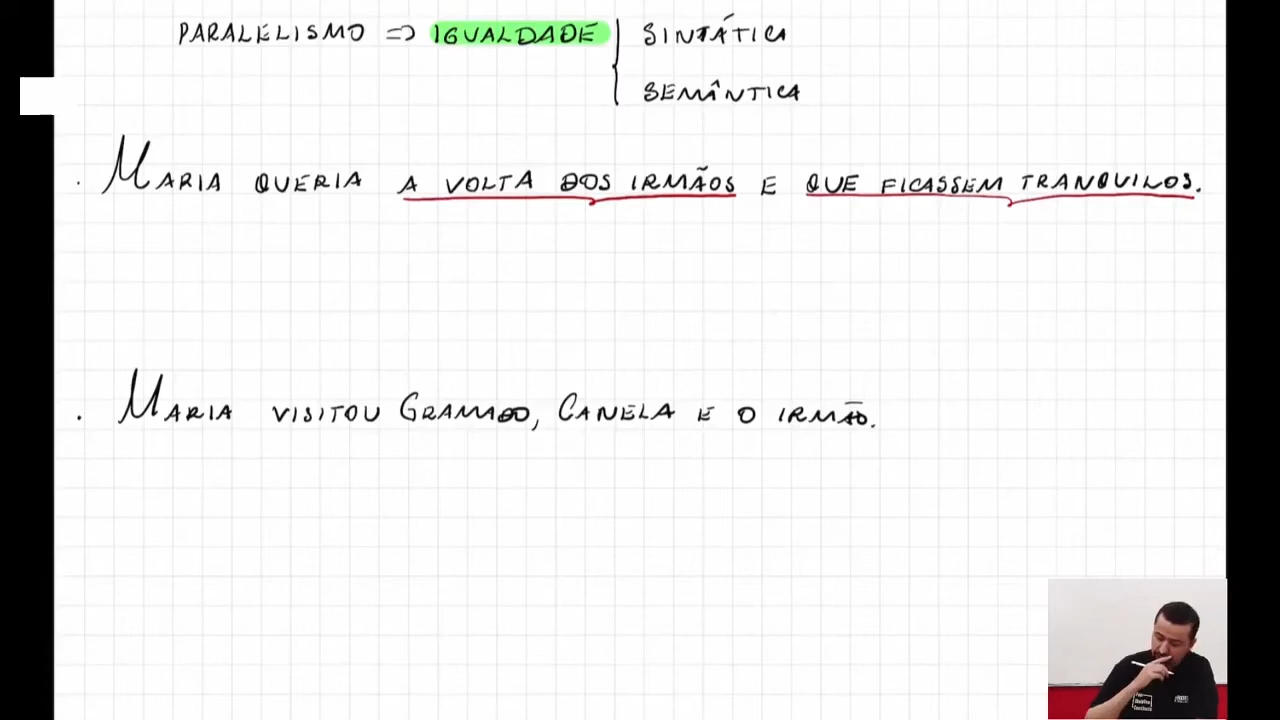 PARALELISMO => IGUALDADE { SINTÁTICA
SEMÂNTICA
. MARIA QUERIA A VOLTA DOS IRMÃOS E QUE FICASSEM TRANQUILOS.
. MARIA VISITOU GRAMADO, CANELA E O IRMÃO.